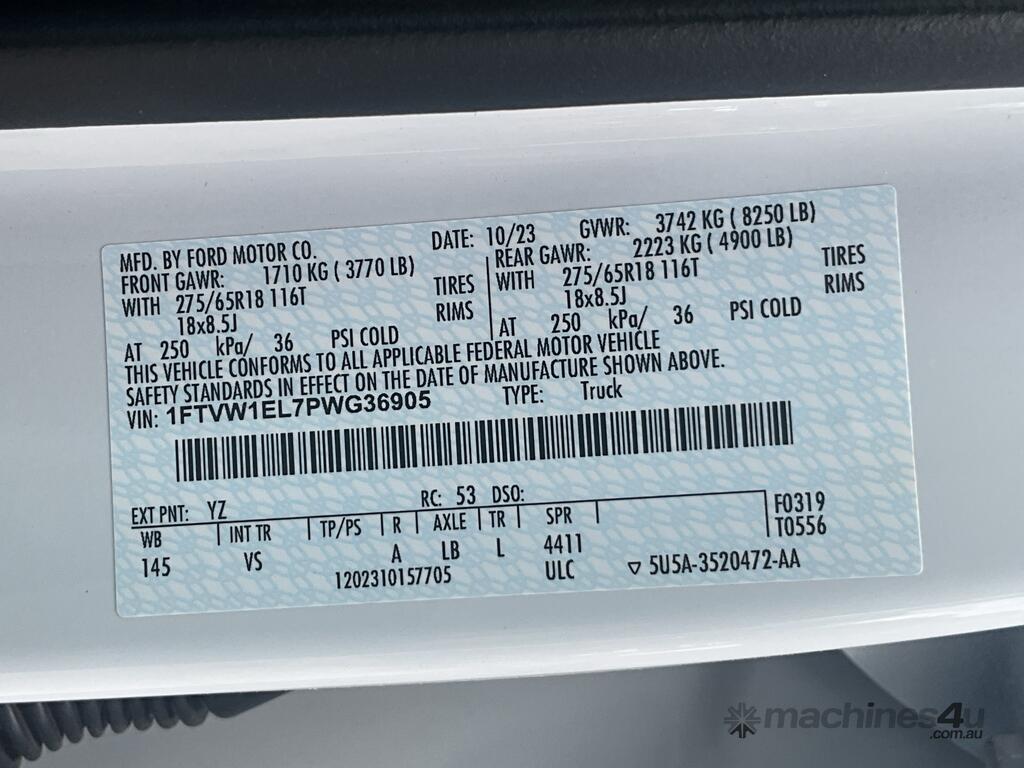 MFD. BY FORD MOTOR CO. DATE: 10/23 GVWR: 3742 KG ( 8250 LB)
FRONT GAWR: 1710 KG ( 3770 LB) REAR GAWR: 2223 KG ( 4900 LB)
WITH 275/65R18 116T TIRES WITH 275/65R18 116T TIRES
18x8.5J RIMS 18x8.5J RIMS
AT 250 kPa/ 36 PSI COLD AT 250 kPa/ 36 PSI COLD
THIS VEHICLE CONFORMS TO ALL APPLICABLE FEDERAL MOTOR VEHICLE
SAFETY STANDARDS IN EFFECT ON THE DATE OF MANUFACTURE SHOWN ABOVE.
VIN: 1FTVW1EL7PWG36905 TYPE: Truck
EXT PNT: YZ RC: 53 DSO: F0319
WB INT TR TP/PS R AXLE TR SPR T0556
145 VS A LB L 4411
1202310157705 ULC ▽ 5U5A-3520472-AA
machines4u
.com.au